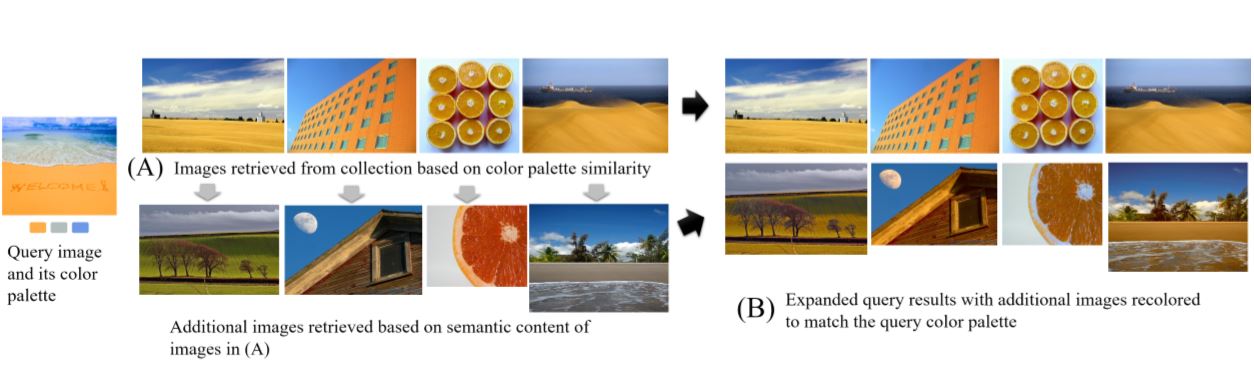 (A) Images retrieved from collection based on color palette similarity
WELCOME!
Query image
and its color
palette
Additional images retrieved based on semantic content of
images in (A)
(B) Expanded query results with additional images recolored
to match the query color palette